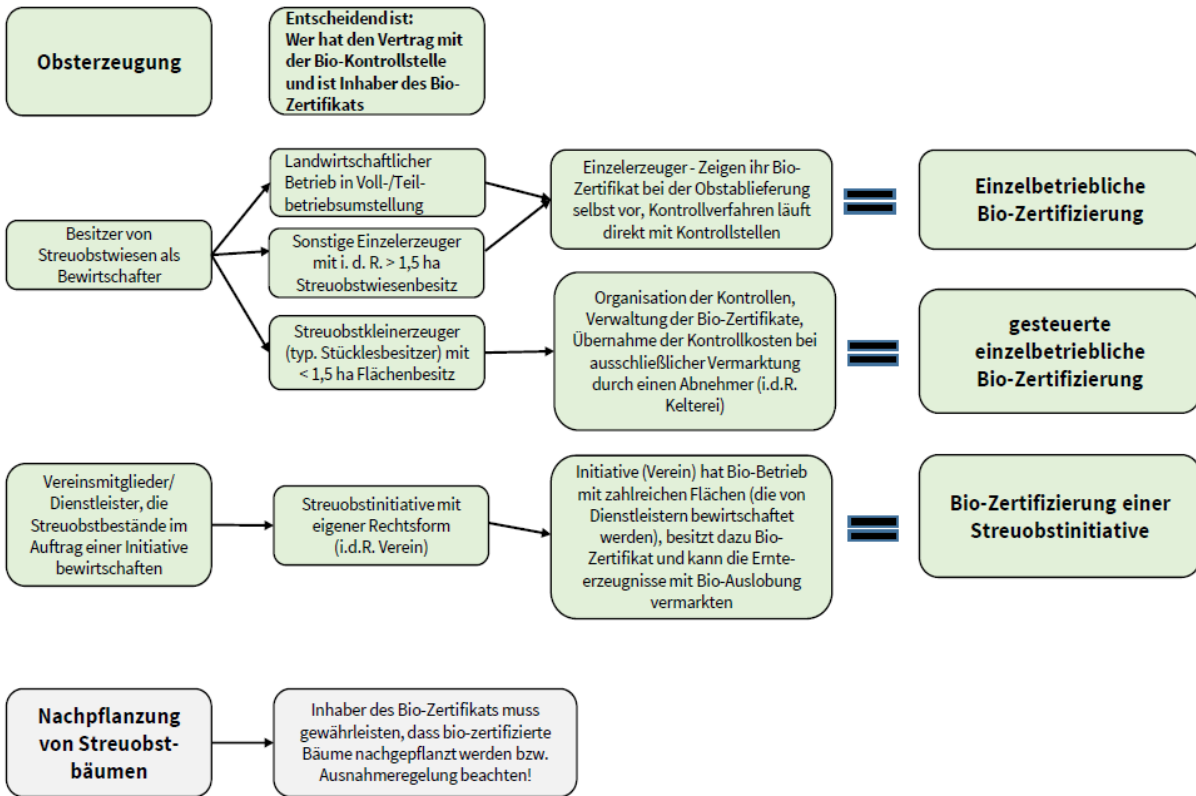 Obsterzeugung
Entscheidend ist:
Wer hat den Vertrag mit
der Bio-Kontrollstelle
und ist Inhaber des Bio-
Zertifikats
Besitzer von
Streuobstwiesen als
Bewirtschafter
Landwirtschaftlicher
Betrieb in Voll-/Teil-
betriebsumstellung
Sonstige Einzelerzeuger
mit i. d. R. > 1,5 ha
Streuobstwiesenbesitz
Streuobstkleinerzeuger
(typ. Stücklesbesitzer) mit
< 1,5 ha Flächenbesitz
Einzelerzeuger - Zeigen ihr Bio-
Zertifikat bei der Obstablieferung
selbst vor, Kontrollverfahren läuft
direkt mit Kontrollstellen
Einzelbetriebliche
Bio-Zertifizierung
Organisation der Kontrollen,
Verwaltung der Bio-Zertifikate,
Übernahme der Kontrollkosten bei
ausschließlicher Vermarktung
durch einen Abnehmer (i.d.R.
Kelterei)
gesteuerte
einzelbetriebliche
Bio-Zertifizierung
Vereinsmitglieder/
Dienstleister, die
Streuobstbestände im
Auftrag einer Initiative
bewirtschaften
Streuobstinitiative mit
eigener Rechtsform
(i.d.R. Verein)
Initiative (Verein) hat Bio-Betrieb
mit zahlreichen Flächen (die von
Dienstleistern bewirtschaftet
werden), besitzt dazu Bio-
Zertifikat und kann die Ernte-
erzeugnisse mit Bio-Auslobung
vermarkten
Bio-Zertifizierung einer
Streuobstinitiative
Nachpflanzung
von Streuobst-
bäumen
Inhaber des Bio-Zertifikats muss
gewährleisten, dass bio-zertifizierte
Bäume nachgepflanzt werden bzw.
Ausnahmeregelung beachten!